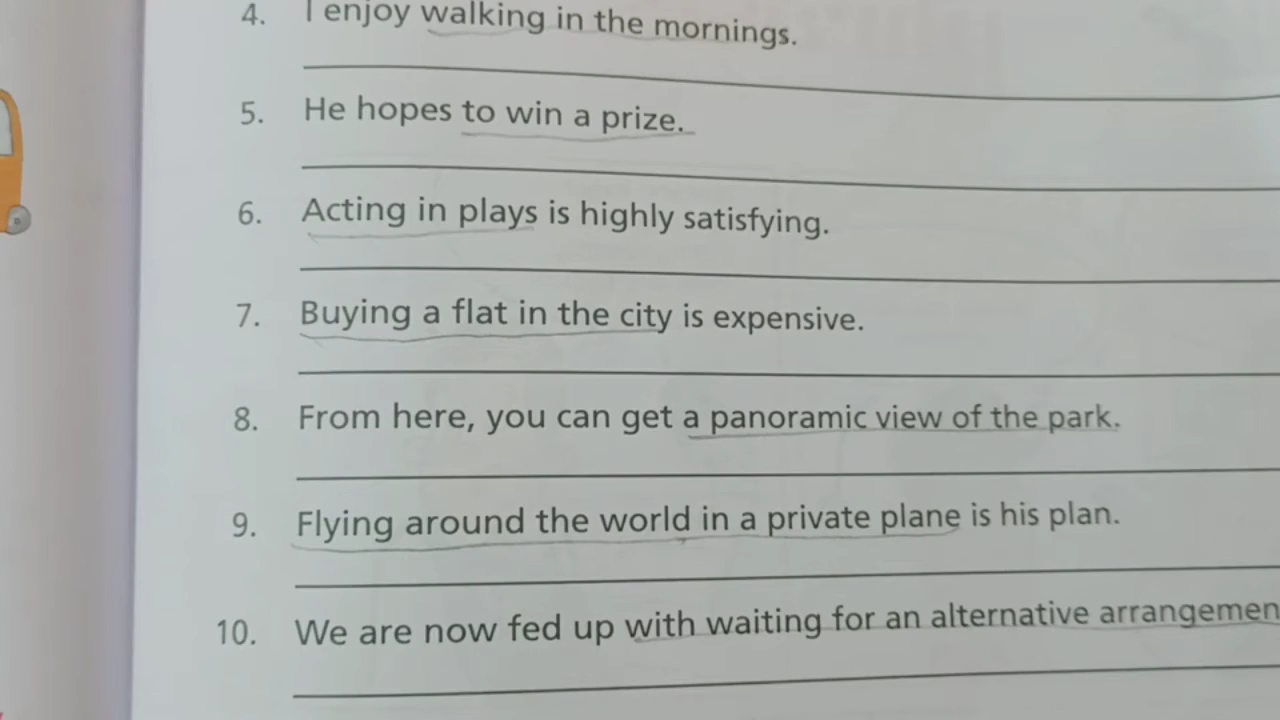 4. I enjoy walking in the mornings.
5. He hopes to win a prize.
6. Acting in plays is highly satisfying.
7. Buying a flat in the city is expensive.
8. From here, you can get a panoramic view of the park.
9. Flying around the world in a private plane is his plan.
10. We are now fed up with waiting for an alternative arrangemen